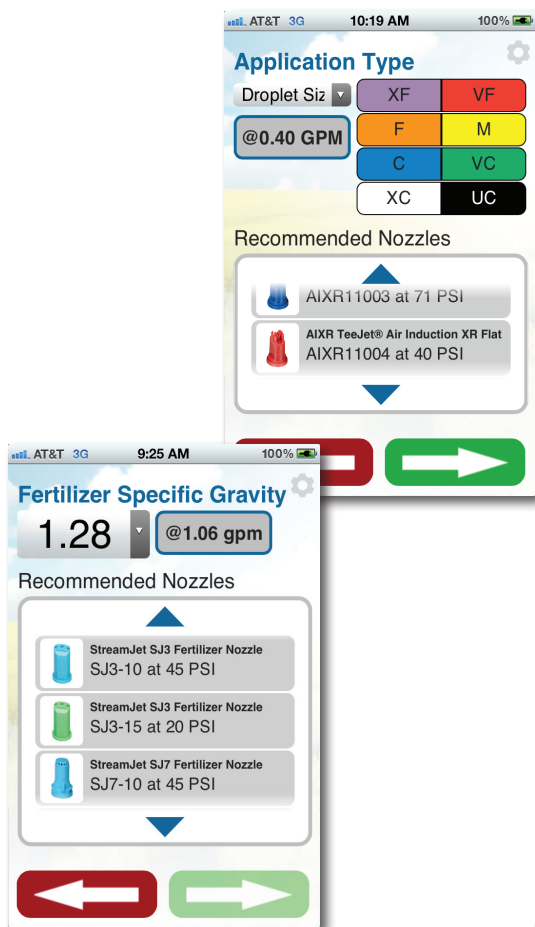 AT&T 3G 10:19 AM 100%
Application Type
Droplet Siz
XF VF
@0.40 GPM
F M
C VC
XC UC
Recommended Nozzles
AIXR11003 at 71 PSI
AIXR TeeJet® Air Induction XR Flat
AIXR11004 at 40 PSI
AT&T 3G 9:25 AM 100%
Fertilizer Specific Gravity
1.28 @1.06 gpm
Recommended Nozzles
StreamJet SJ3 Fertilizer Nozzle
SJ3-10 at 45 PSI
StreamJet SJ3 Fertilizer Nozzle
SJ3-15 at 20 PSI
StreamJet SJ7 Fertilizer Nozzle
SJ7-10 at 45 PSI